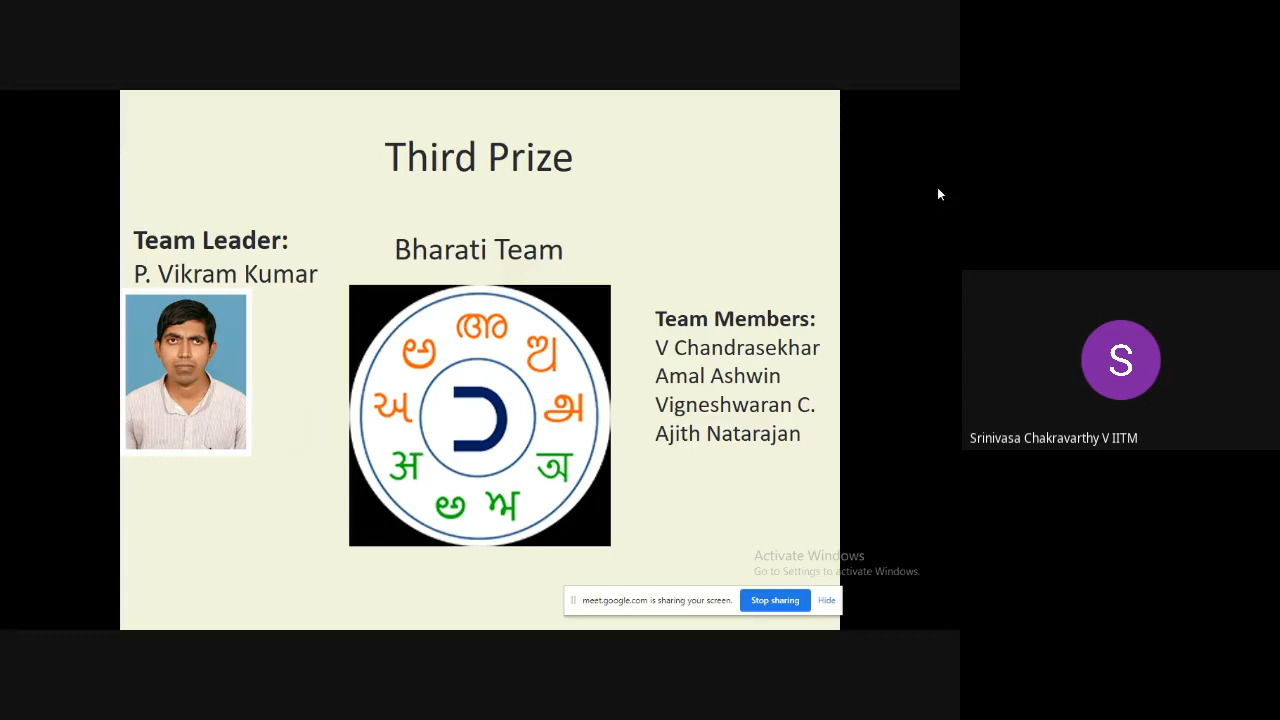 Third Prize
Team Leader:
P. Vikram Kumar
Bharati Team
അ
ಅ
ଅ
અ
அ
अ
অ
అ
ਅ
Team Members:
V Chandrasekhar
Amal Ashwin
Vigneshwaran C.
Ajith Natarajan
S
Srinivasa Chakravarthy V IITM
Activate Windows
Go to Settings to activate Windows.
meet.google.com is sharing your screen.
Stop sharing
Hide